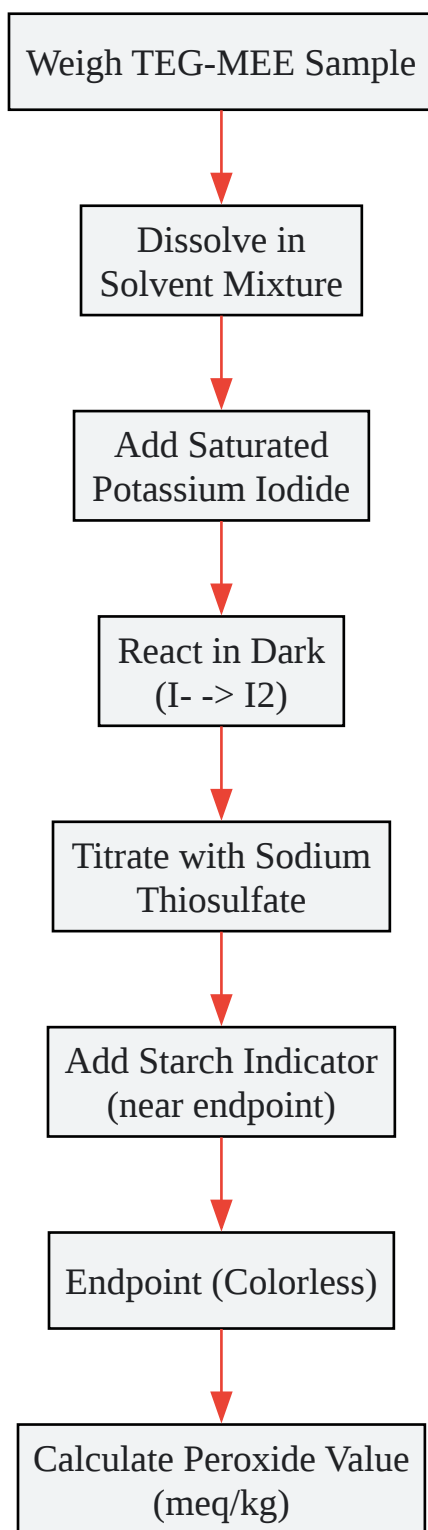 Weigh TEG-MEE Sample
Dissolve in
Solvent Mixture
Add Saturated
Potassium Iodide
React in Dark
(I- -> I2)
Titrate with Sodium
Thiosulfate
Add Starch Indicator
(near endpoint)
Endpoint (Colorless)
Calculate Peroxide Value
(meq/kg)